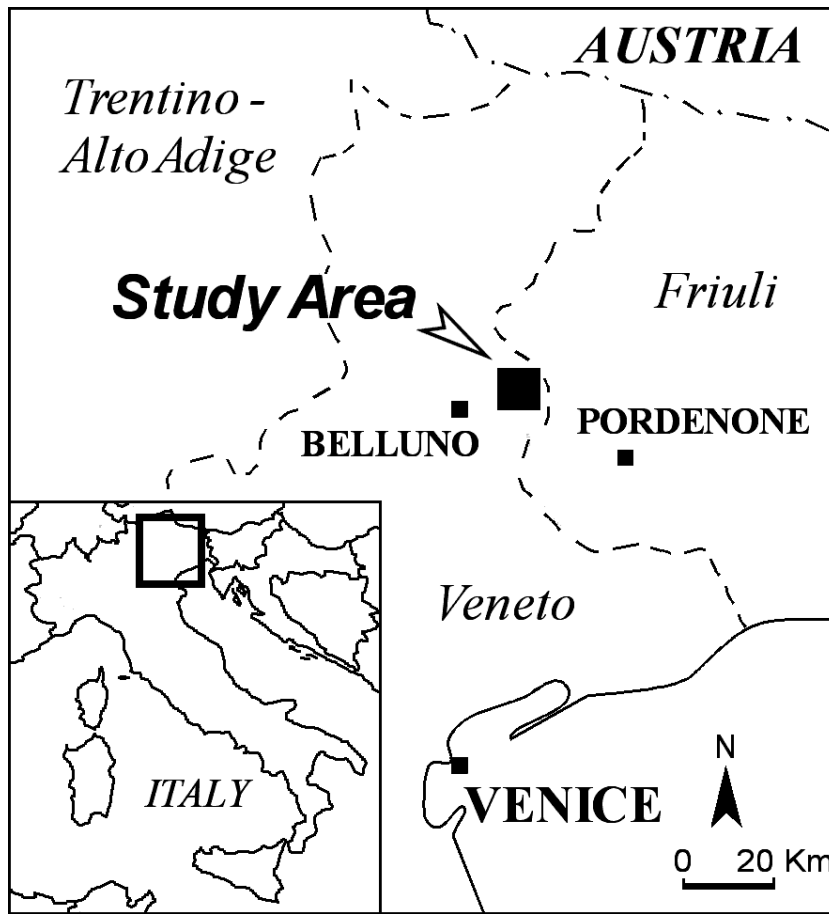 AUSTRIA
Trentino -
Alto Adige
Study Area
Friuli
BELLUNO
PORDENONE
Veneto
ITALY
VENICE
N
0 20 Km